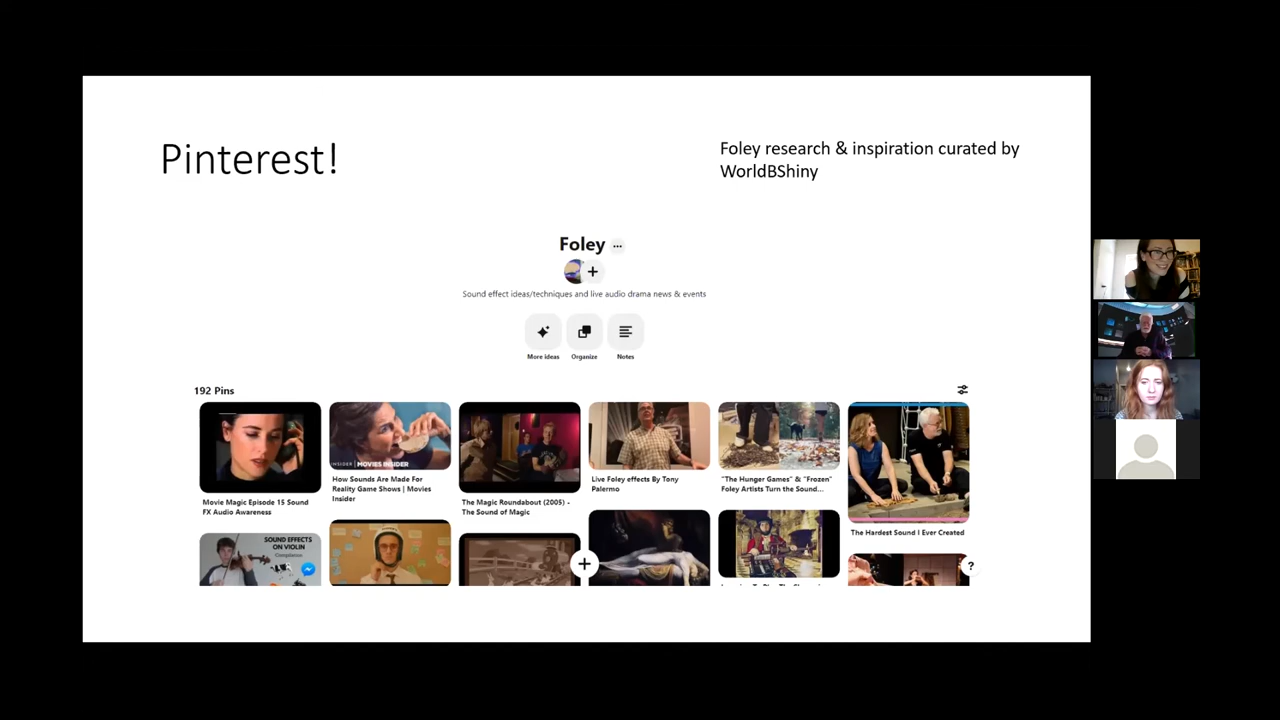 Pinterest!
Foley research & inspiration curated by
WorldBShiny
Foley
Sound effect ideas/techniques and live audio drama news & events
More ideas
Organize
Notes
192 Pins
Movie Magic Episode 15 Sound
FX Audio Awareness
INSIDER | MOVIES INSIDER
How Sounds Are Made For
Reality Game Shows | Movies
Insider
The Magic Roundabout (2005) -
The Sound of Magic
Live Foley effects By Tony
Palermo
"The Hunger Games" & "Frozen"
Foley Artists Turn the Sound...
The Hardest Sound I Ever Created
SOUND EFFECTS
ON VIOLIN